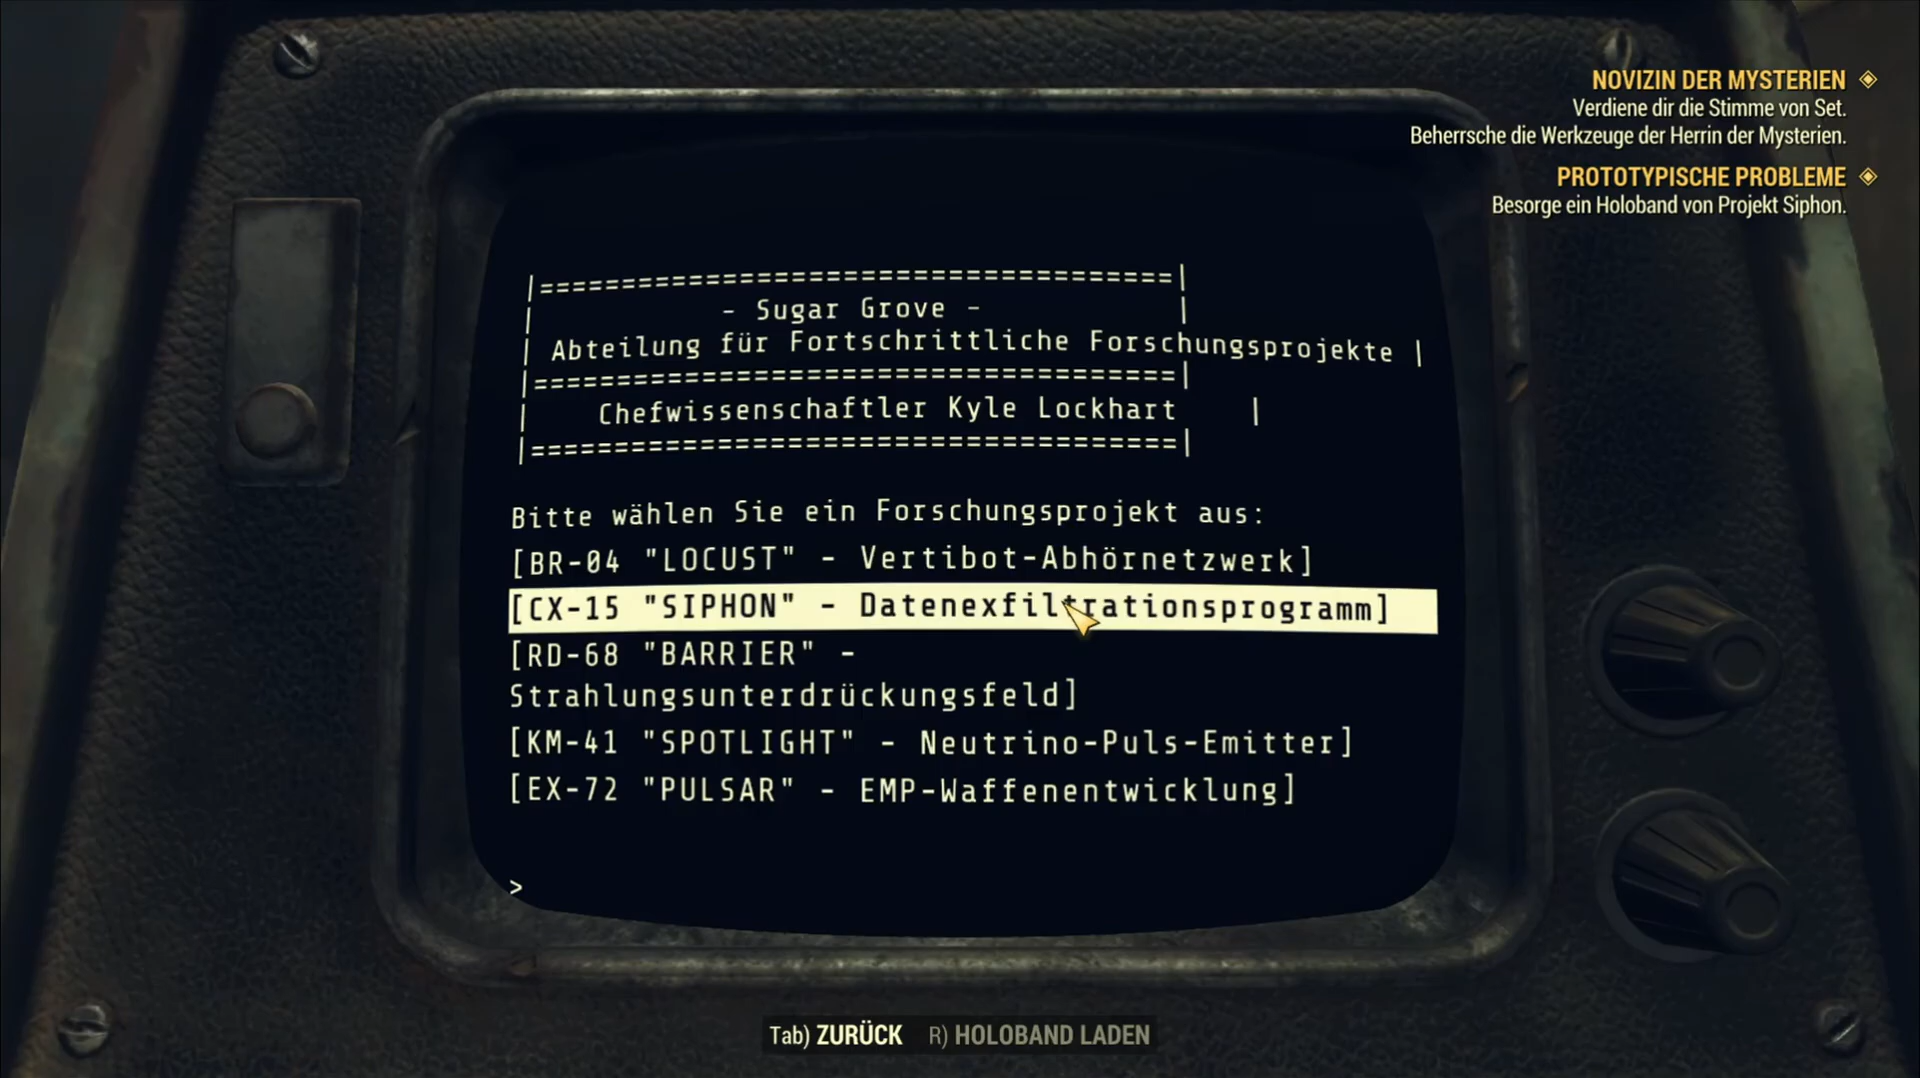 NOVIZIN DER MYSTERIEN
Verdiene dir die Stimme von Set.
Beherrsche die Werkzeuge der Herrin der Mysterien.
PROTOTYPISCHE PROBLEME
Besorge ein Holoband von Projekt Siphon.
|=====================================|
| - Sugar Grove - |
| Abteilung für Fortschrittliche Forschungsprojekte |
|=====================================|
| Chefwissenschaftler Kyle Lockhart |
|=====================================|
Bitte wählen Sie ein Forschungsprojekt aus:
[BR-04 "LOCUST" - Vertibot-Abhörnetzwerk]
[CX-15 "SIPHON" - Datenexfiltrationsprogramm]
[RD-68 "BARRIER" -
Strahlungsunterdrückungsfeld]
[KM-41 "SPOTLIGHT" - Neutrino-Puls-Emitter]
[EX-72 "PULSAR" - EMP-Waffenentwicklung]
>
Tab) ZURÜCK R) HOLOBAND LADEN